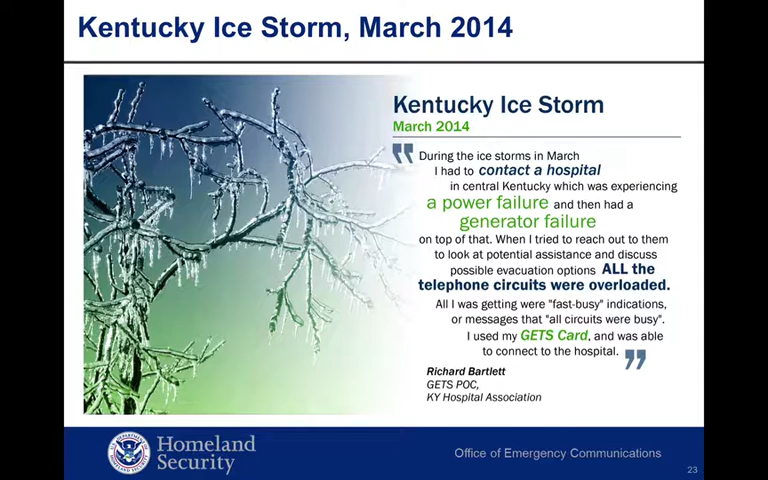 Kentucky Ice Storm, March 2014
Kentucky Ice Storm
March 2014
" During the ice storms in March
I had to contact a hospital
in central Kentucky which was experiencing
a power failure and then had a
generator failure
on top of that. When I tried to reach out to them
to look at potential assistance and discuss
possible evacuation options ALL the
telephone circuits were overloaded.
All I was getting were "fast-busy" indications,
or messages that "all circuits were busy".
I used my GETS Card, and was able
to connect to the hospital. "
Richard Bartlett
GETS POC,
KY Hospital Association
Homeland
Security
Office of Emergency Communications
23